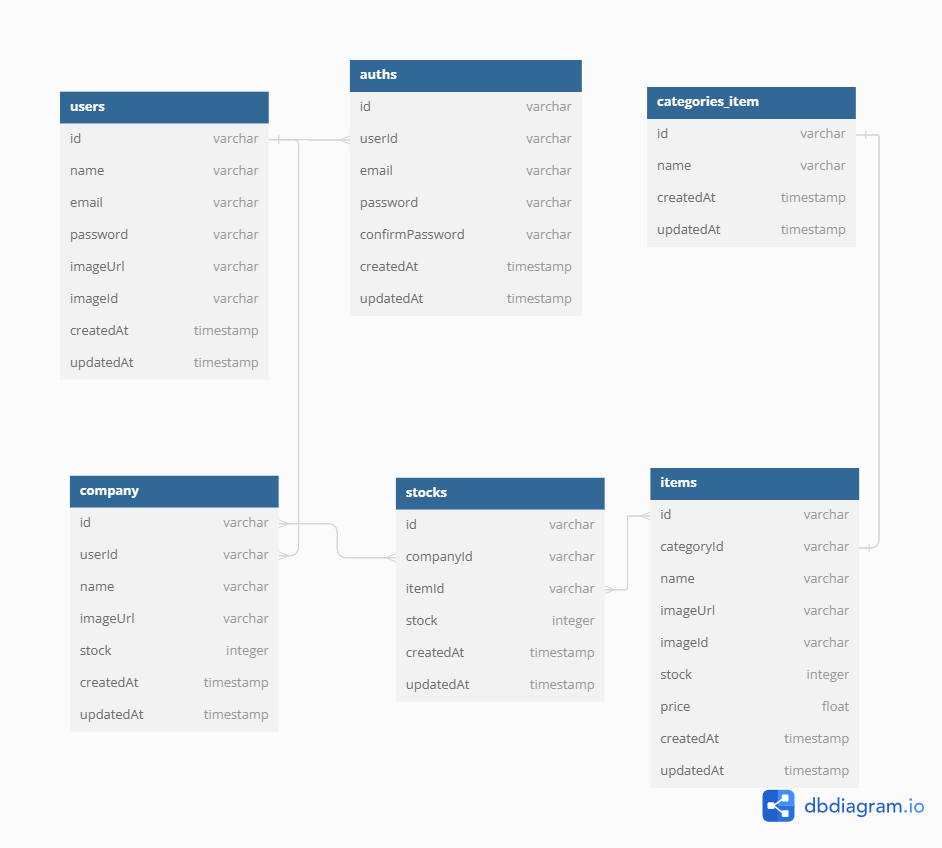 users
id varchar
name varchar
email varchar
password varchar
imageUrl varchar
imageId varchar
createdAt timestamp
updatedAt timestamp
auths
id varchar
userId varchar
email varchar
password varchar
confirmPassword varchar
createdAt timestamp
updatedAt timestamp
categories_item
id varchar
name varchar
createdAt timestamp
updatedAt timestamp
company
id varchar
userId varchar
name varchar
imageUrl varchar
stock integer
createdAt timestamp
updatedAt timestamp
stocks
id varchar
companyId varchar
itemId varchar
stock integer
createdAt timestamp
updatedAt timestamp
items
id varchar
categoryId varchar
name varchar
imageUrl varchar
imageId varchar
stock integer
price float
createdAt timestamp
updatedAt timestamp
dbdiagram.io